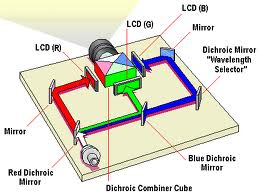 LCD (B)
LCD (G)
Mirror
LCD (R)
Dichroic Mirror
"Wavelength
Selector"
Mirror
Blue Dichroic
Mirror
Red Dichroic
Mirror
Dichroic Combiner Cube